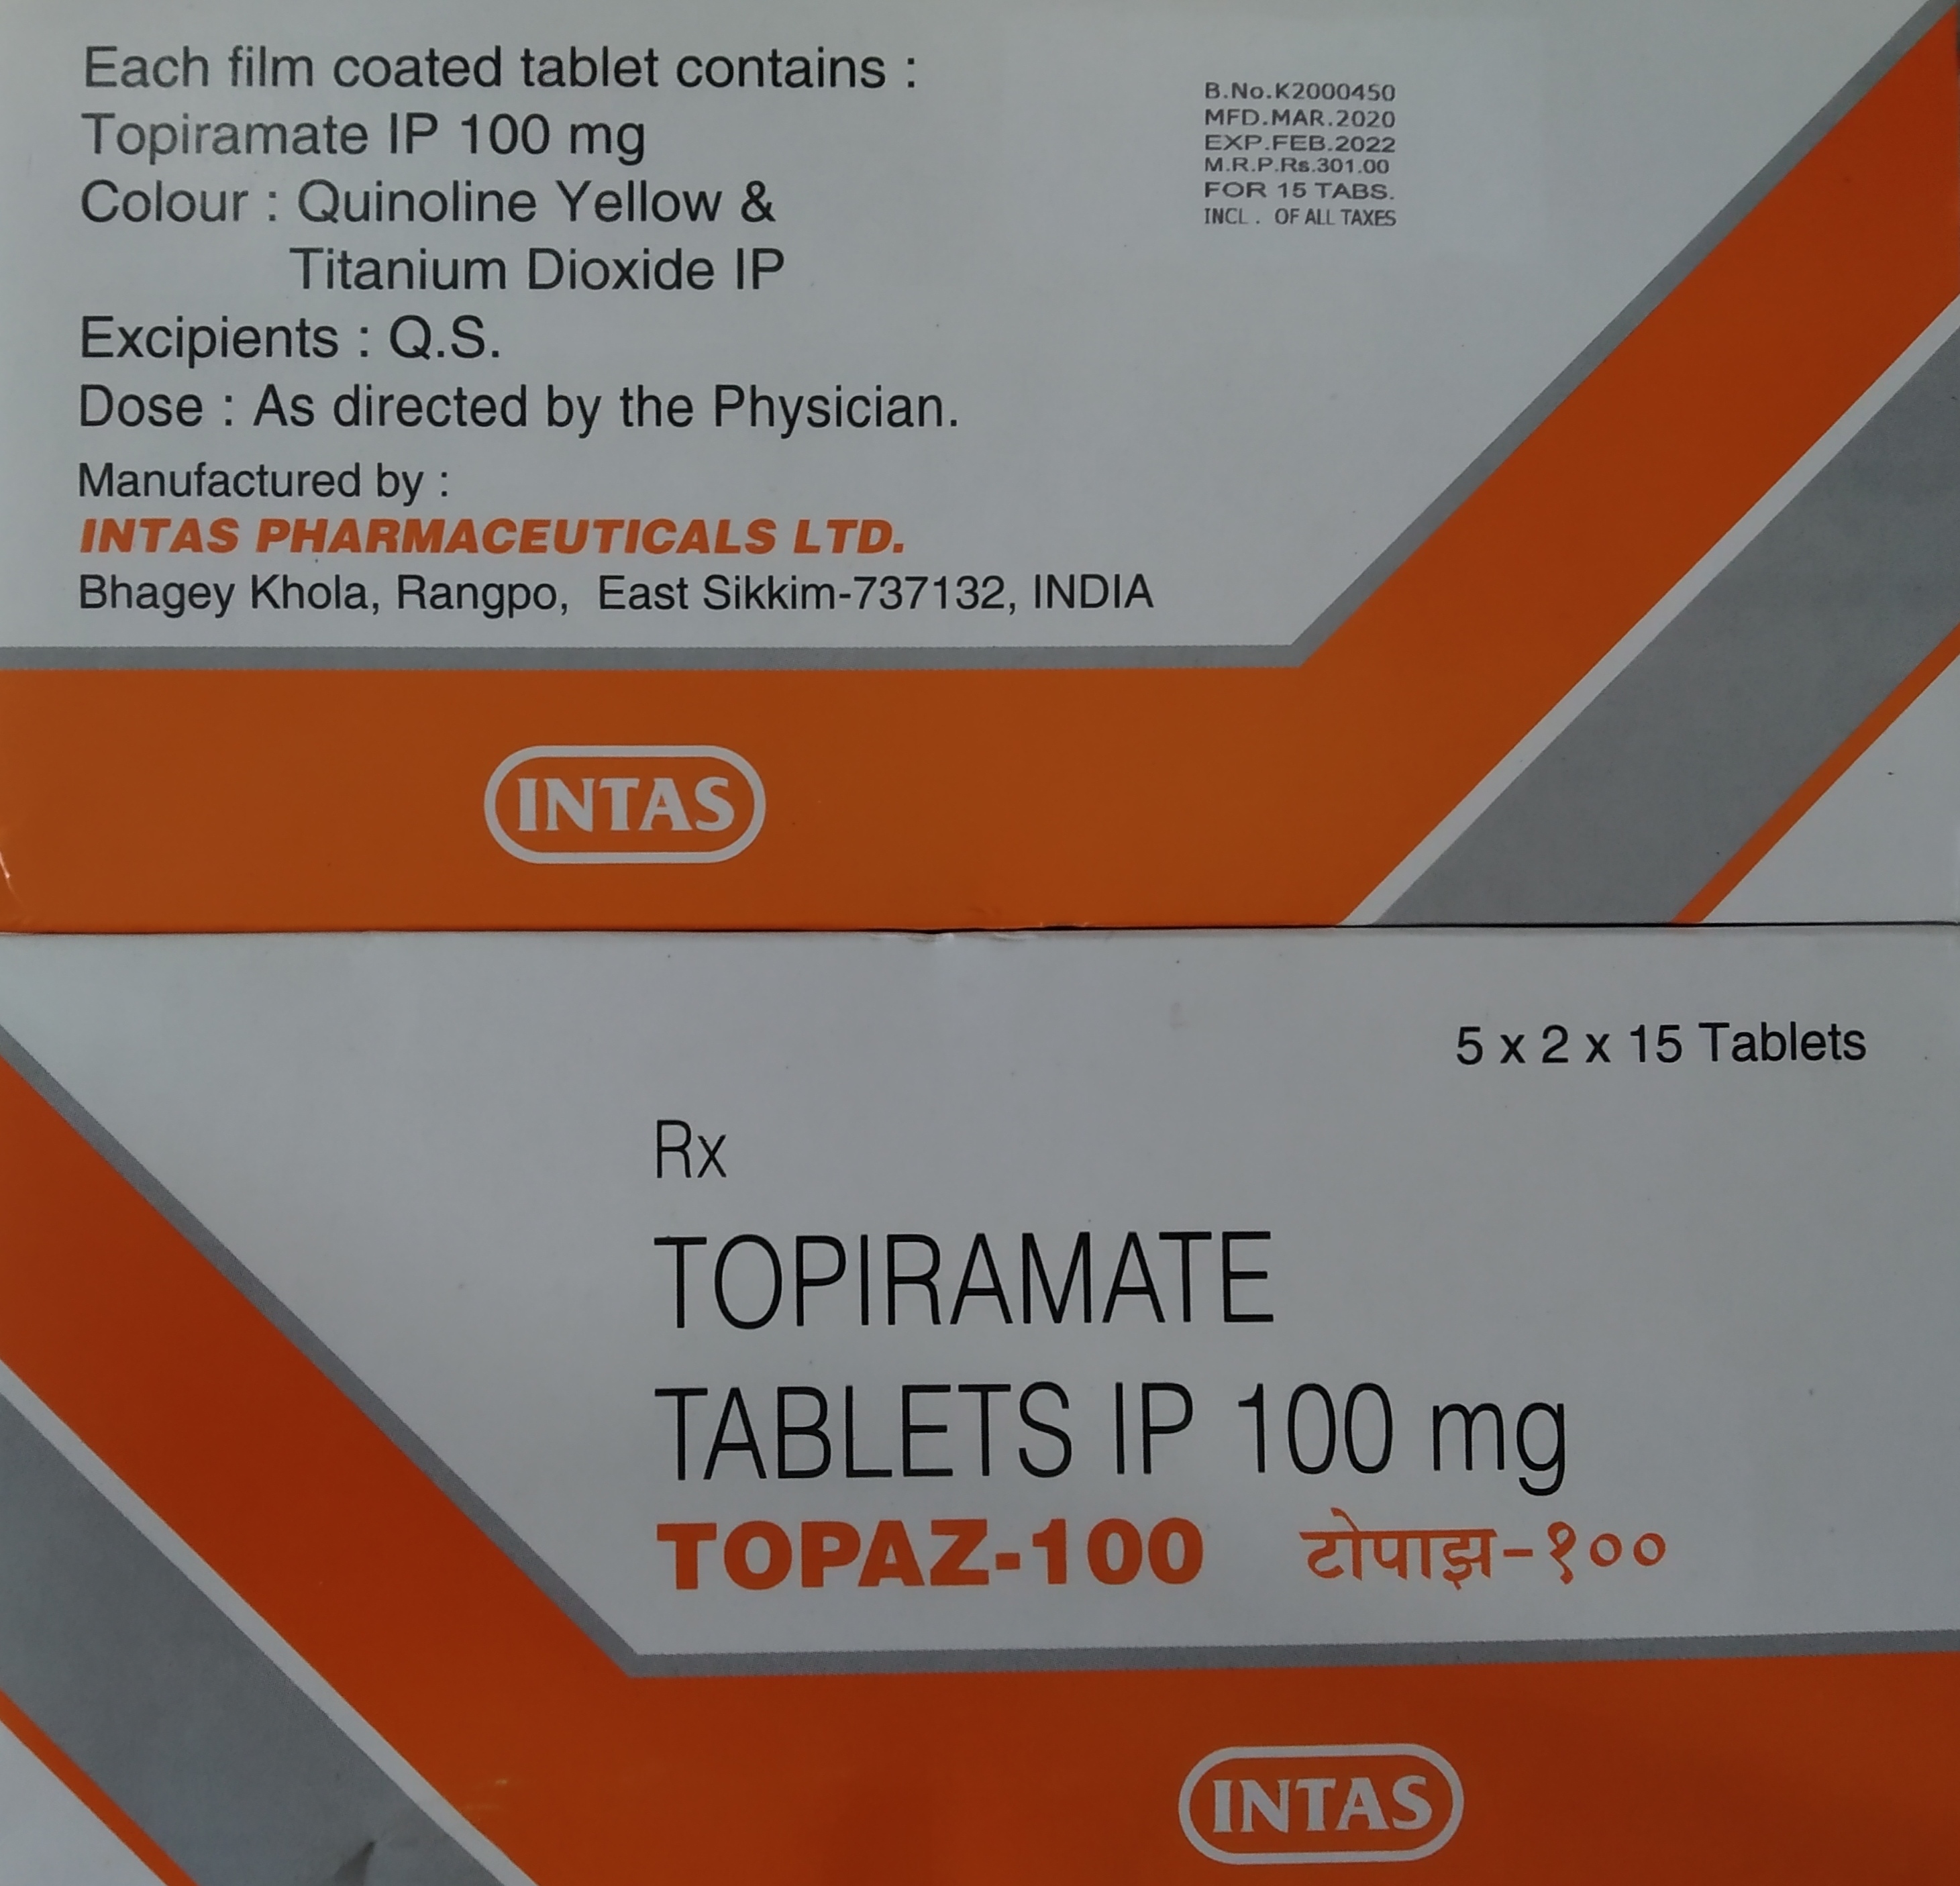 Each film coated tablet contains :
Topiramate IP 100 mg
Colour : Quinoline Yellow &
Titanium Dioxide IP
Excipients : Q.S.
Dose : As directed by the Physician.
Manufactured by :
INTAS PHARMACEUTICALS LTD.
Bhagey Khola, Rangpo, East Sikkim-737132, INDIA
B.No.K2000450
MFD.MAR.2020
EXP.FEB.2022
M.R.P.Rs.301.00
FOR 15 TABS.
INCL. OF ALL TAXES
INTAS
5 x 2 x 15 Tablets
Rx
TOPIRAMATE
TABLETS IP 100 mg
TOPAZ-100 टोपाझ-१००
INTAS